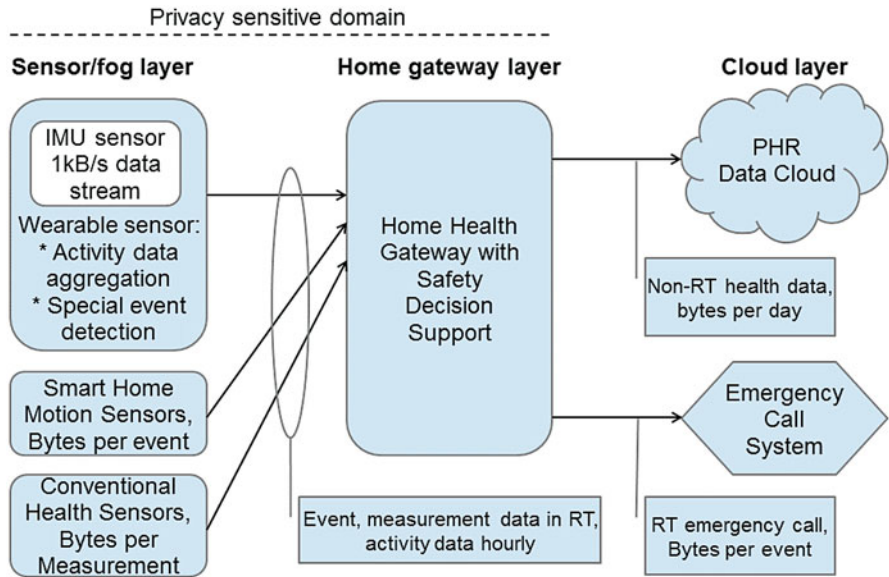 Privacy sensitive domain
Sensor/fog layer
Home gateway layer
Cloud layer
IMU sensor
1kB/s data
stream
Wearable sensor:
* Activity data
aggregation
* Special event
detection
Smart Home
Motion Sensors,
Bytes per event
Conventional
Health Sensors,
Bytes per
Measurement
Home Health
Gateway with
Safety
Decision
Support
Event, measurement data in RT,
activity data hourly
PHR
Data Cloud
Non-RT health data,
bytes per day
Emergency
Call
System
RT emergency call,
Bytes per event